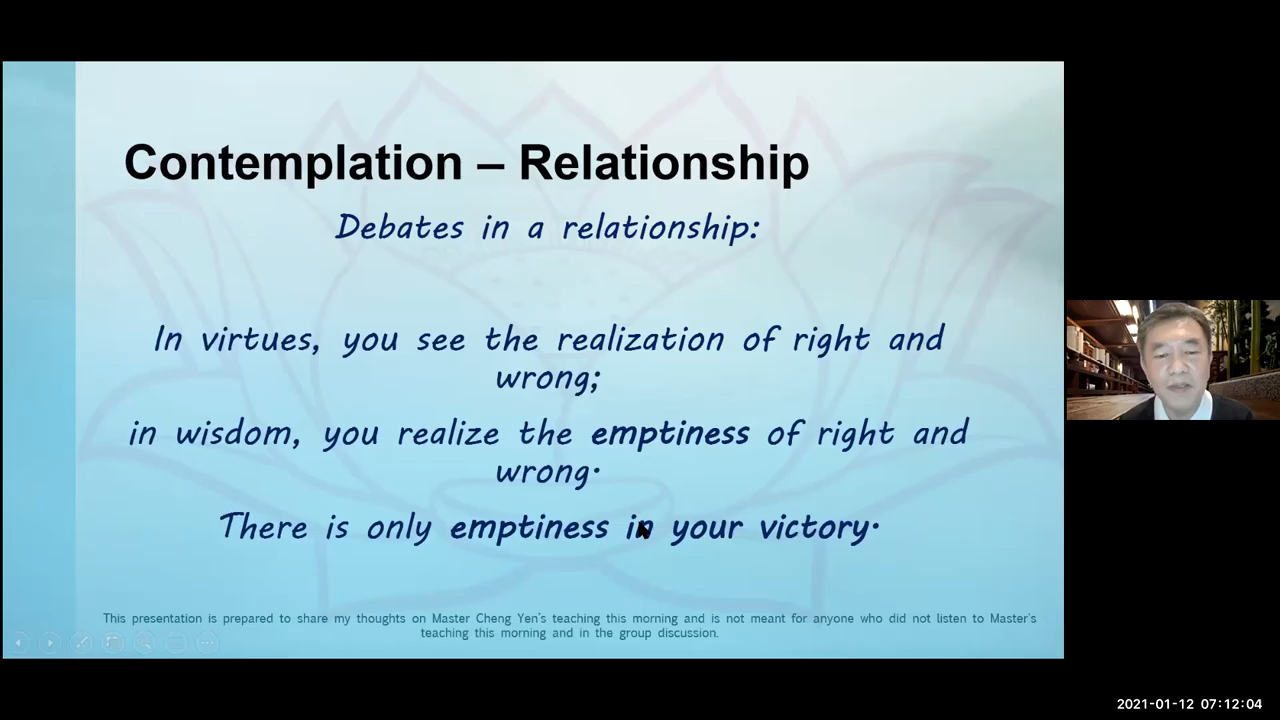 Contemplation – Relationship
Debates in a relationship:
In virtues, you see the realization of right and
wrong;
in wisdom, you realize the emptiness of right and
wrong.
There is only emptiness in your victory.
This presentation is prepared to share my thoughts on Master Cheng Yen's teaching this morning and is not meant for anyone who did not listen to Master's
teaching this morning and in the group discussion.
2021-01-12 07:12:04